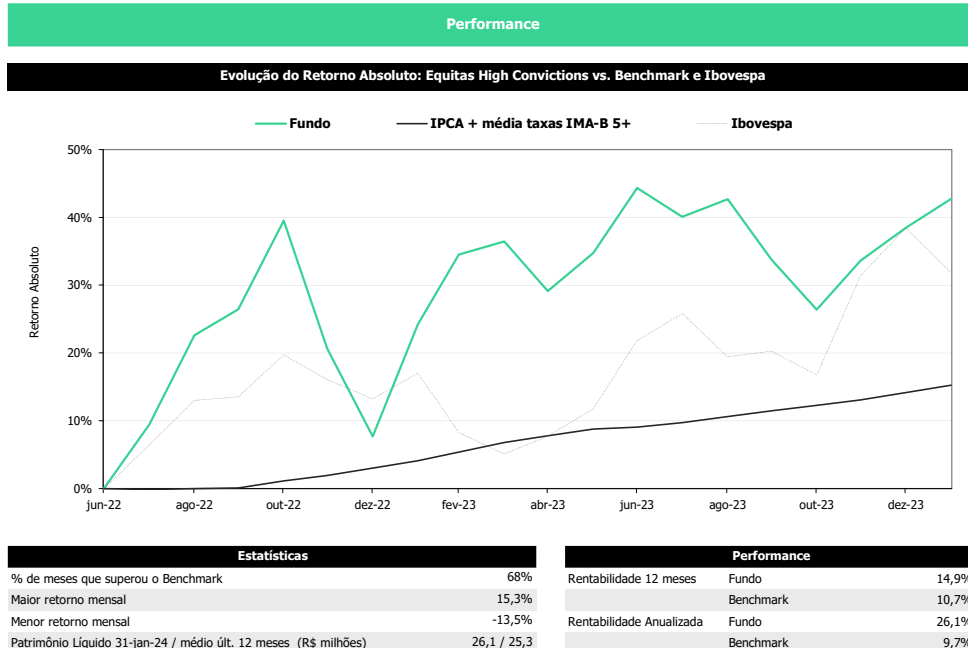 Performance
Evolução do Retorno Absoluto: Equitas High Convictions vs. Benchmark e Ibovespa
Fundo IPCA + média taxas IMA-B 5+ Ibovespa
50%
40%
30%
20%
10%
0%
Retorno Absoluto
jun-22 ago-22 out-22 dez-22 fev-23 abr-23 jun-23 ago-23 out-23 dez-23
Estatísticas
% de meses que superou o Benchmark 68%
Maior retorno mensal 15,3%
Menor retorno mensal -13,5%
Patrimônio Líquido 31-jan-24 / médio últ. 12 meses (R$ milhões) 26,1 / 25,3
Performance
Rentabilidade 12 meses Fundo 14,9%
Benchmark 10,7%
Rentabilidade Anualizada Fundo 26,1%
Benchmark 9,7%